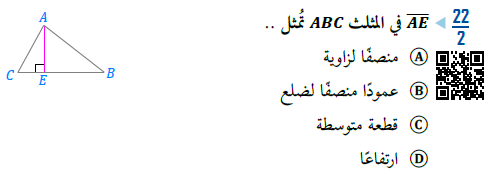 22/2 ◀ AE̅ في المثلث ABC تُمثل ..
A منصفًا لزاوية
B عمودًا منصفًا لضلع
C قطعة متوسطة
D ارتفاعًا
A
C
E
B